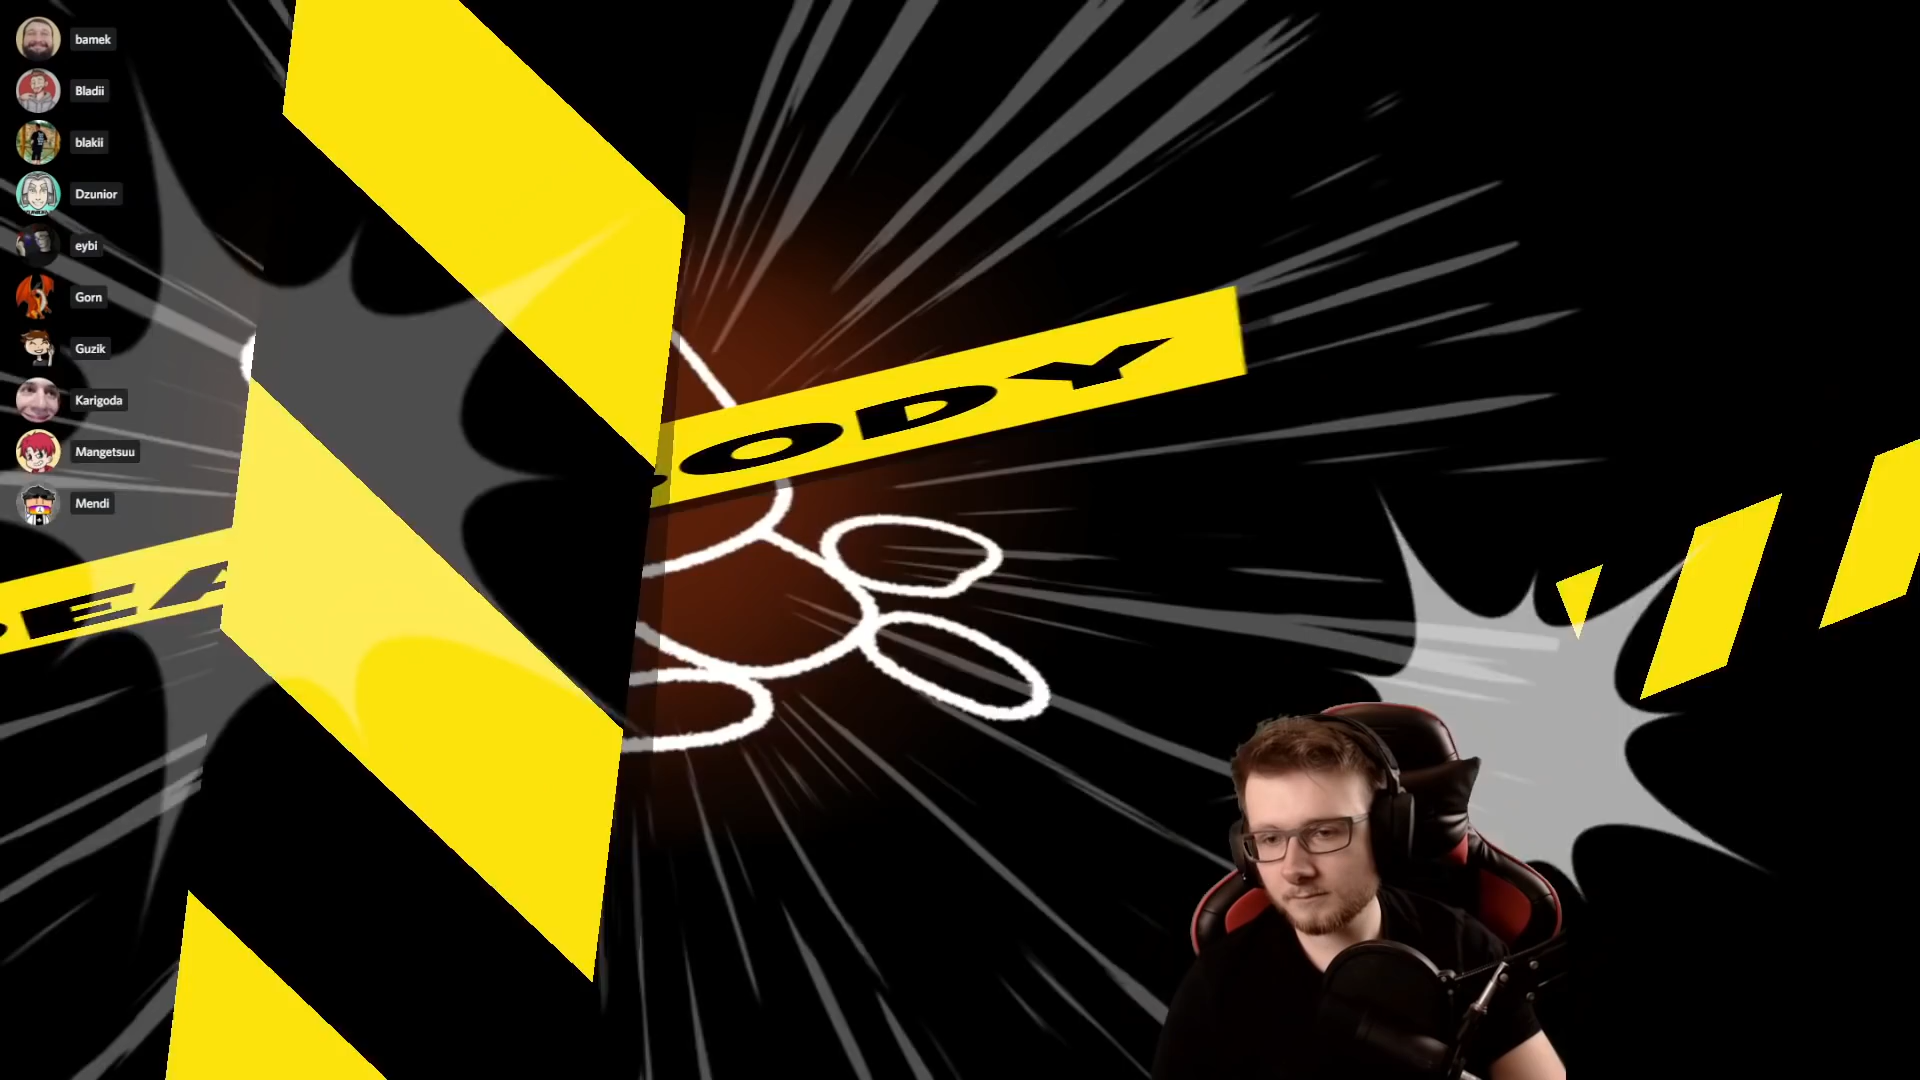 bamek
Bladii
blakii
Dzunior
eybi
Gorn
Guzik
Karigoda
Mangetsuu
Mendi
ODY